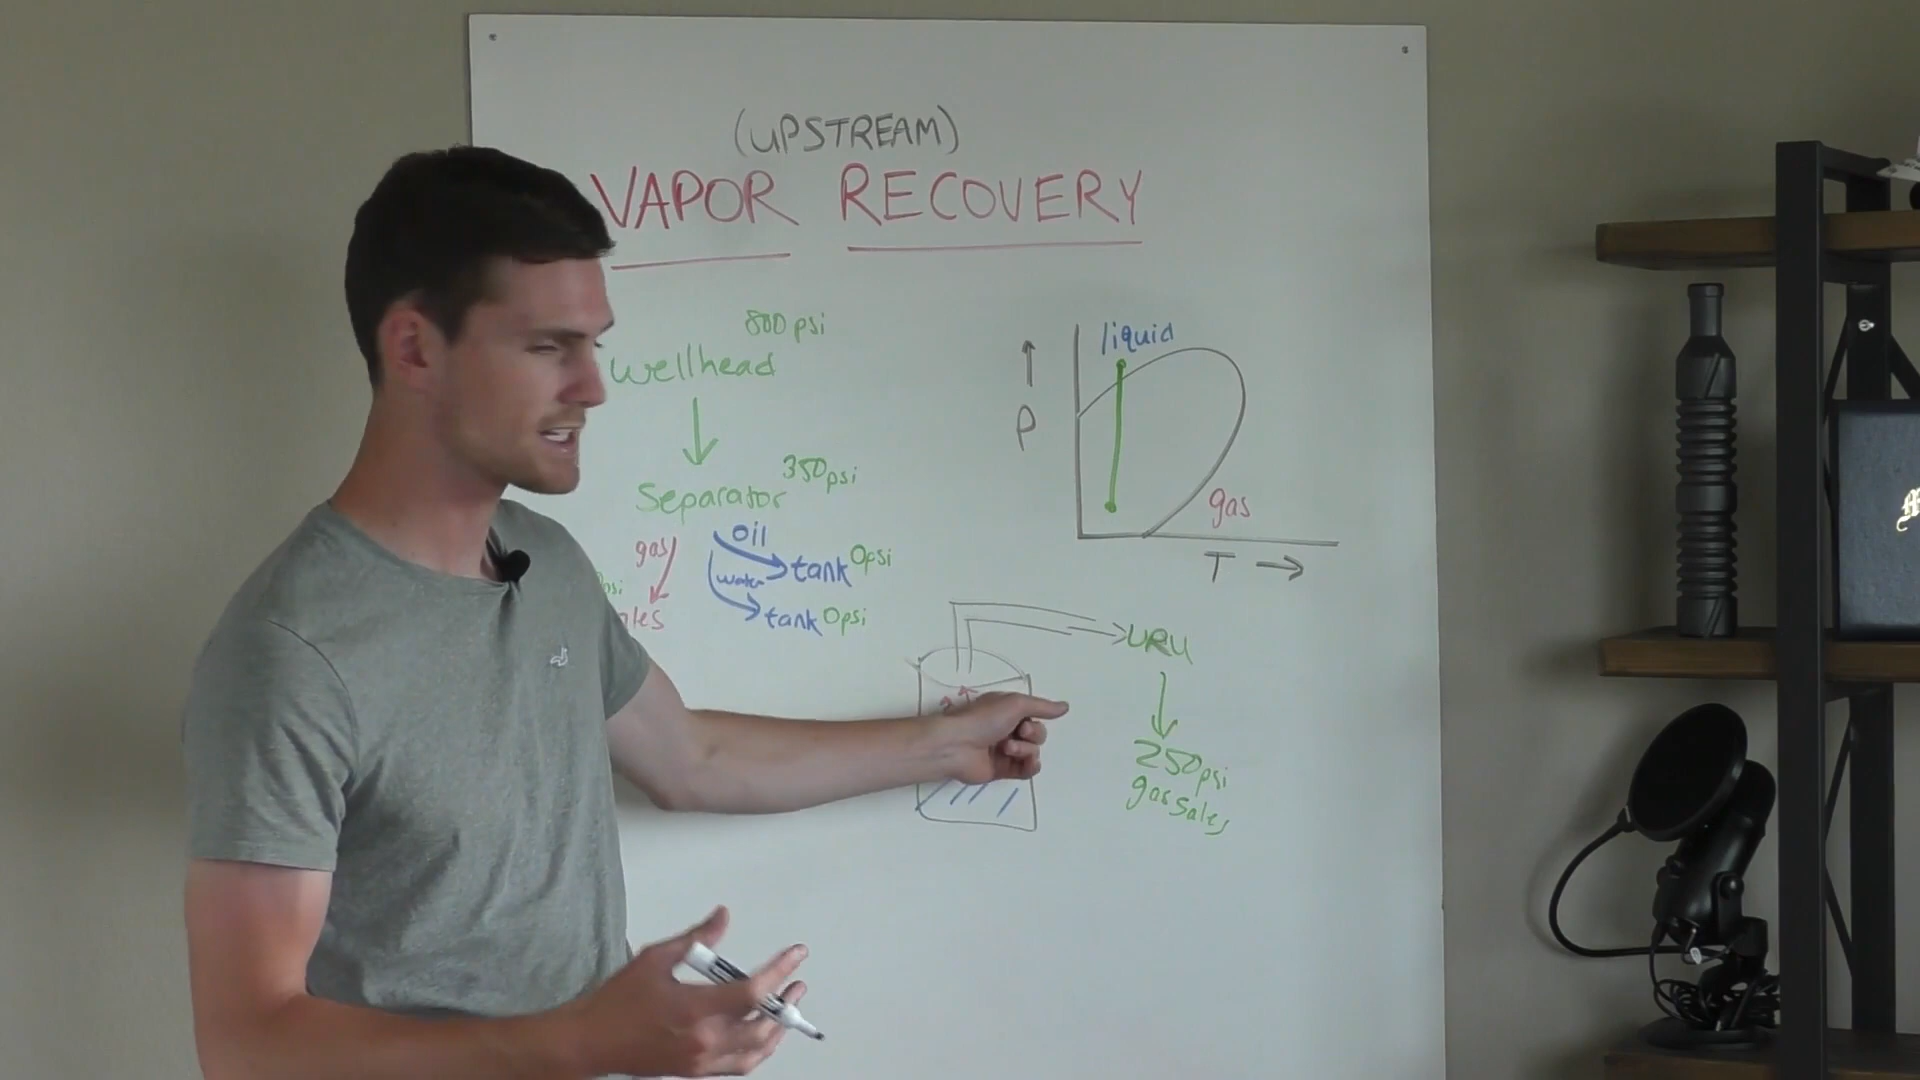 (UPSTREAM)
VAPOR RECOVERY
800 psi
Wellhead
Separator 350psi
gas
oil
tank 0psi
water
tank 0psi
P
liquid
gas
T
VRU
250psi
gas sales